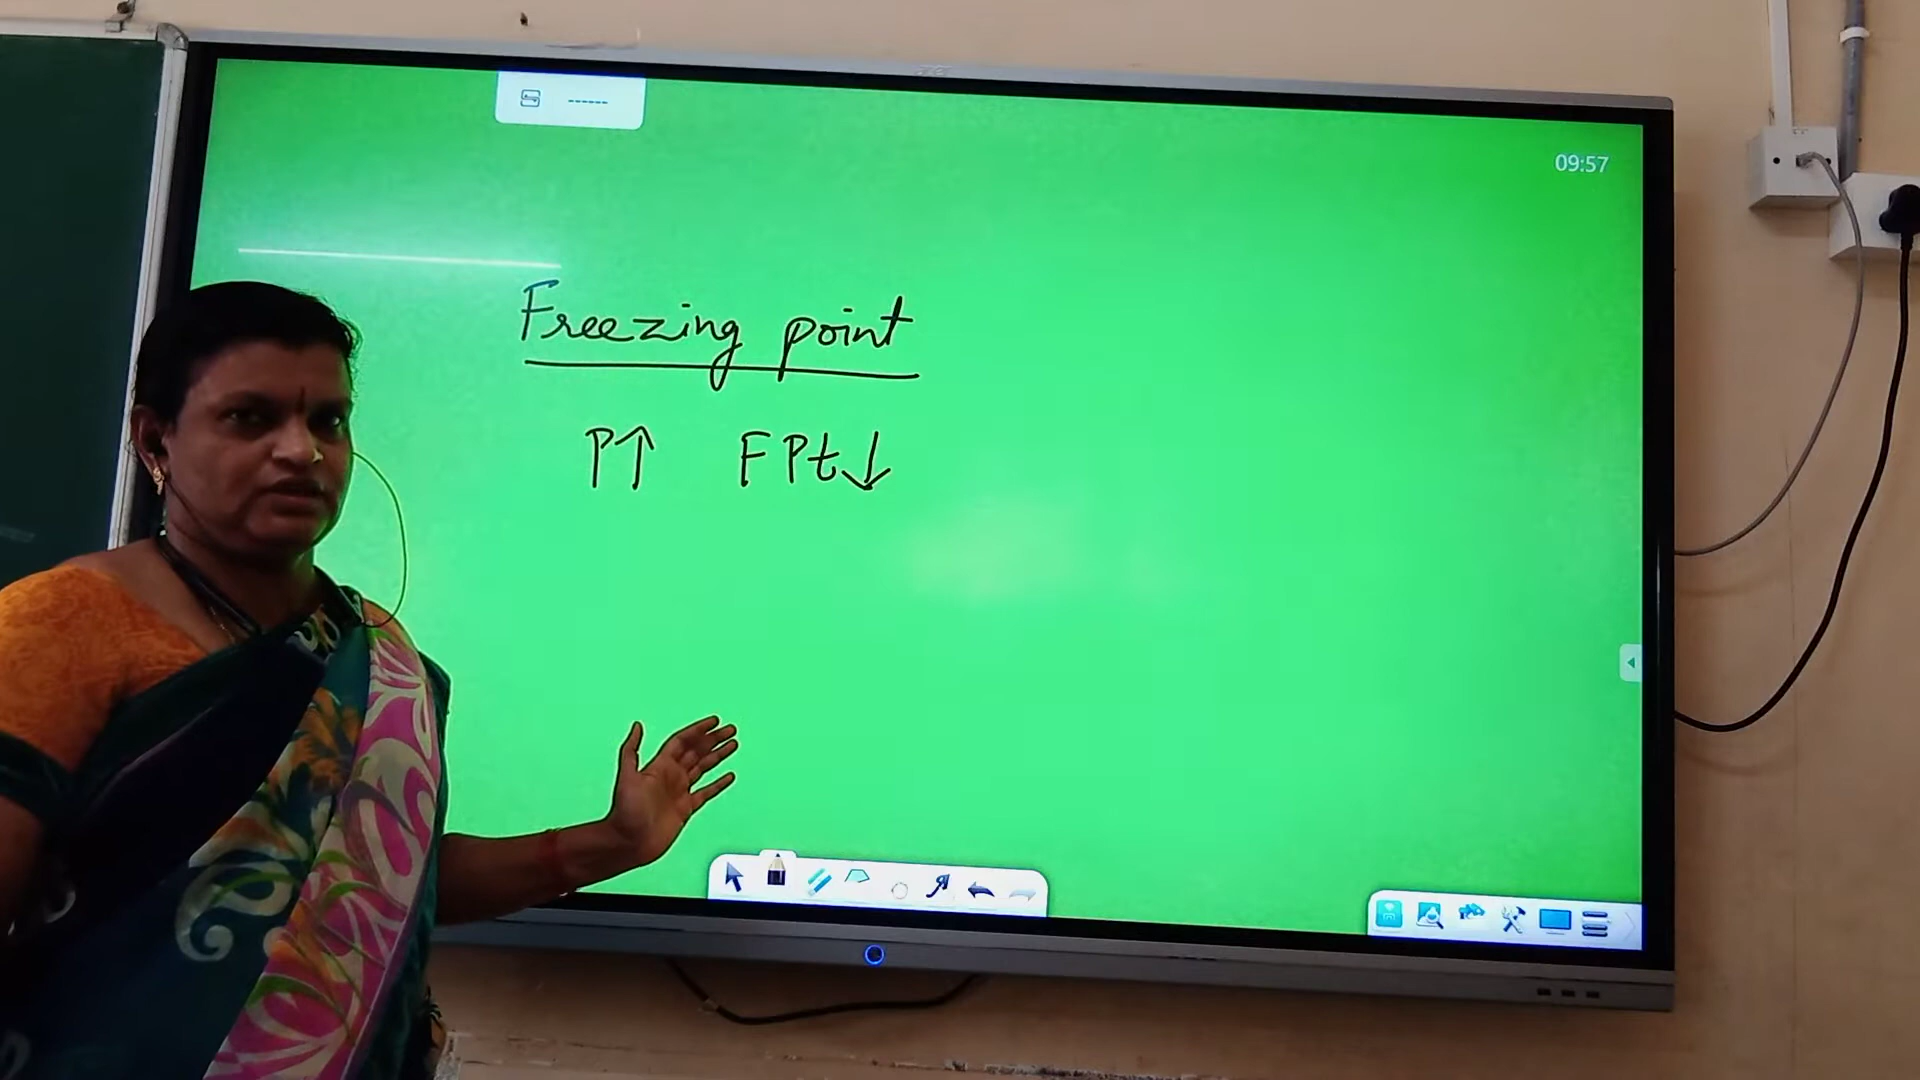 ------
09:57
Freezing point
P↑ FPt↓